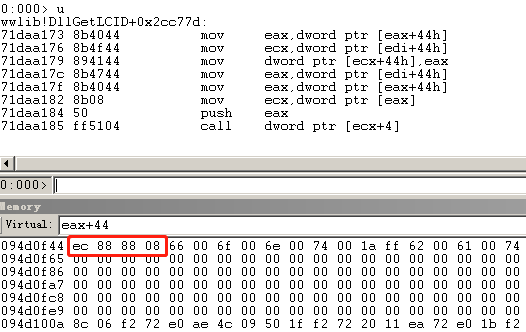 0:000> u
wwlib!DllGetLCID+0x2cc77d:
71daa173 8b4044 mov eax,dword ptr [eax+44h]
71daa176 8b4f44 mov ecx,dword ptr [edi+44h]
71daa179 894144 mov dword ptr [ecx+44h],eax
71daa17c 8b4744 mov eax,dword ptr [edi+44h]
71daa17f 8b4044 mov eax,dword ptr [eax+44h]
71daa182 8b08 mov ecx,dword ptr [eax]
71daa184 50 push eax
71daa185 ff5104 call dword ptr [ecx+4]
0:000>
Memory
Virtual: eax+44
094d0f44 ec 88 88 08 66 00 6f 00 6e 00 74 00 1a ff 62 00 61 00 74
094d0f65 00 00 00 00 00 00 00 00 00 00 00 00 00 00 00 00 00 00 00
094d0f86 00 00 00 00 00 00 00 00 00 00 00 00 00 00 00 00 00 00 00
094d0fa7 00 00 00 00 00 00 00 00 00 00 00 00 00 00 00 00 00 00 00
094d0fc8 00 00 00 00 00 00 00 00 00 00 00 00 00 00 00 00 00 00 00
094d0fe9 00 00 00 00 00 00 00 00 00 00 00 00 00 00 00 00 00 00 00
094d100a 8c 06 f2 72 e0 ae 4c 09 50 1f f2 72 20 11 ea 72 e0 1b f2